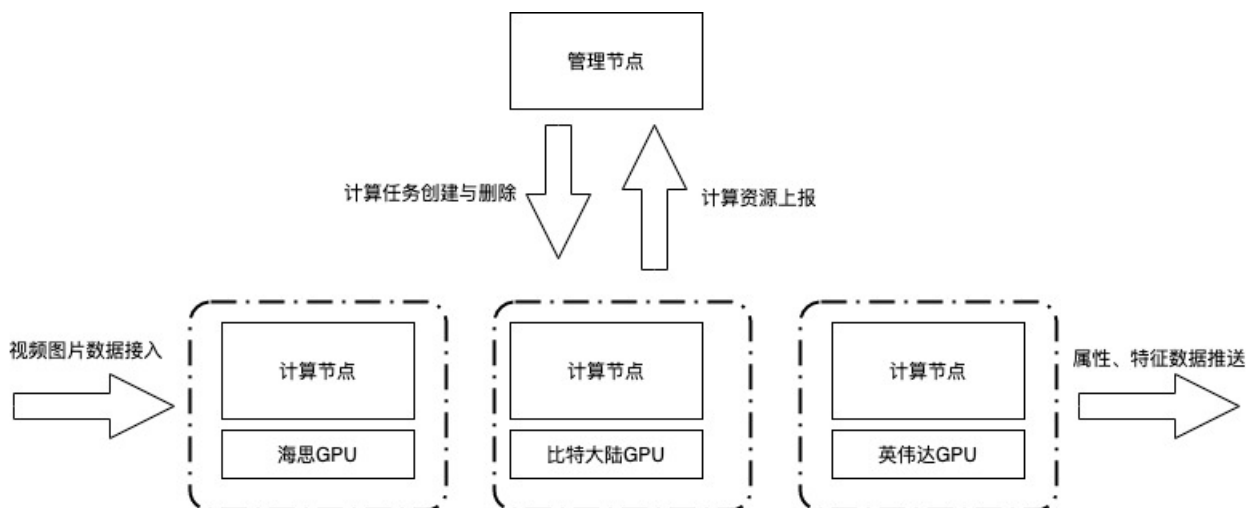 管理节点
计算任务创建与删除
计算资源上报
视频图片数据接入
计算节点
计算节点
计算节点
属性、特征数据推送
海思GPU
比特大陆GPU
英伟达GPU